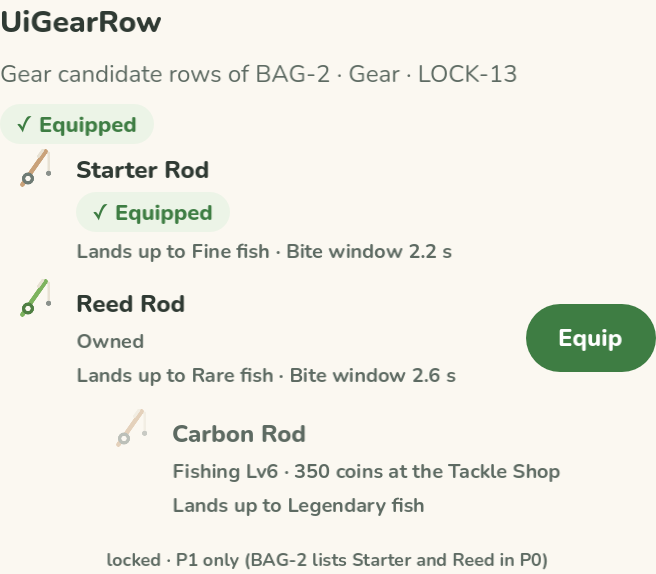 UiGearRow
Gear candidate rows of BAG-2 · Gear · LOCK-13
✓ Equipped
Starter Rod
✓ Equipped
Lands up to Fine fish · Bite window 2.2 s
Reed Rod
Owned
Equip
Lands up to Rare fish · Bite window 2.6 s
Carbon Rod
Fishing Lv6 · 350 coins at the Tackle Shop
Lands up to Legendary fish
locked · P1 only (BAG-2 lists Starter and Reed in P0)